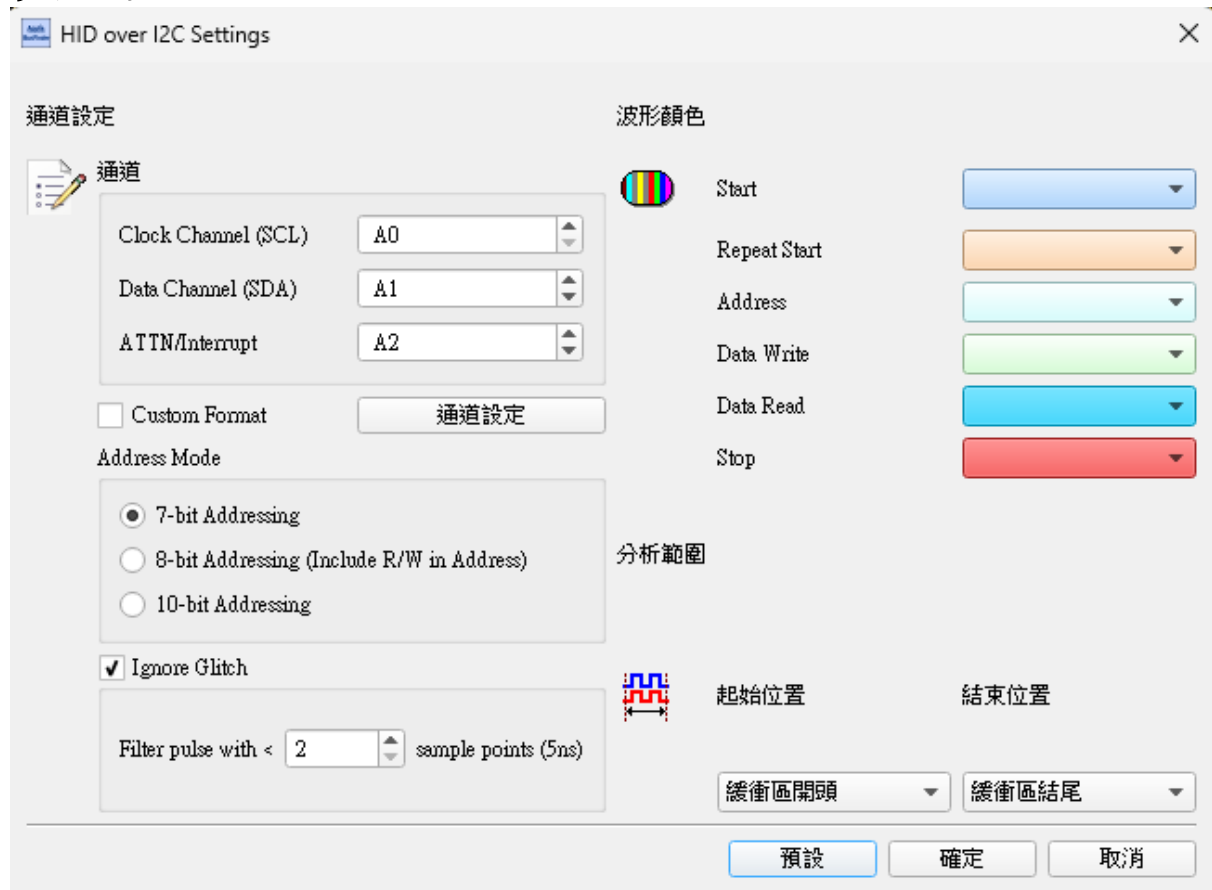 HID over I2C Settings
通道設定
通道
Clock Channel (SCL) A0
Data Channel (SDA) A1
ATTN/Interrupt A2
Custom Format 通道設定
Address Mode
7-bit Addressing
8-bit Addressing (Include R/W in Address)
10-bit Addressing
Ignore Glitch
Filter pulse with < 2 sample points (5ns)
波形顏色
Start
Repeat Start
Address
Data Write
Data Read
Stop
分析範圍
起始位置 結束位置
緩衝區開頭 緩衝區結尾
預設 確定 取消